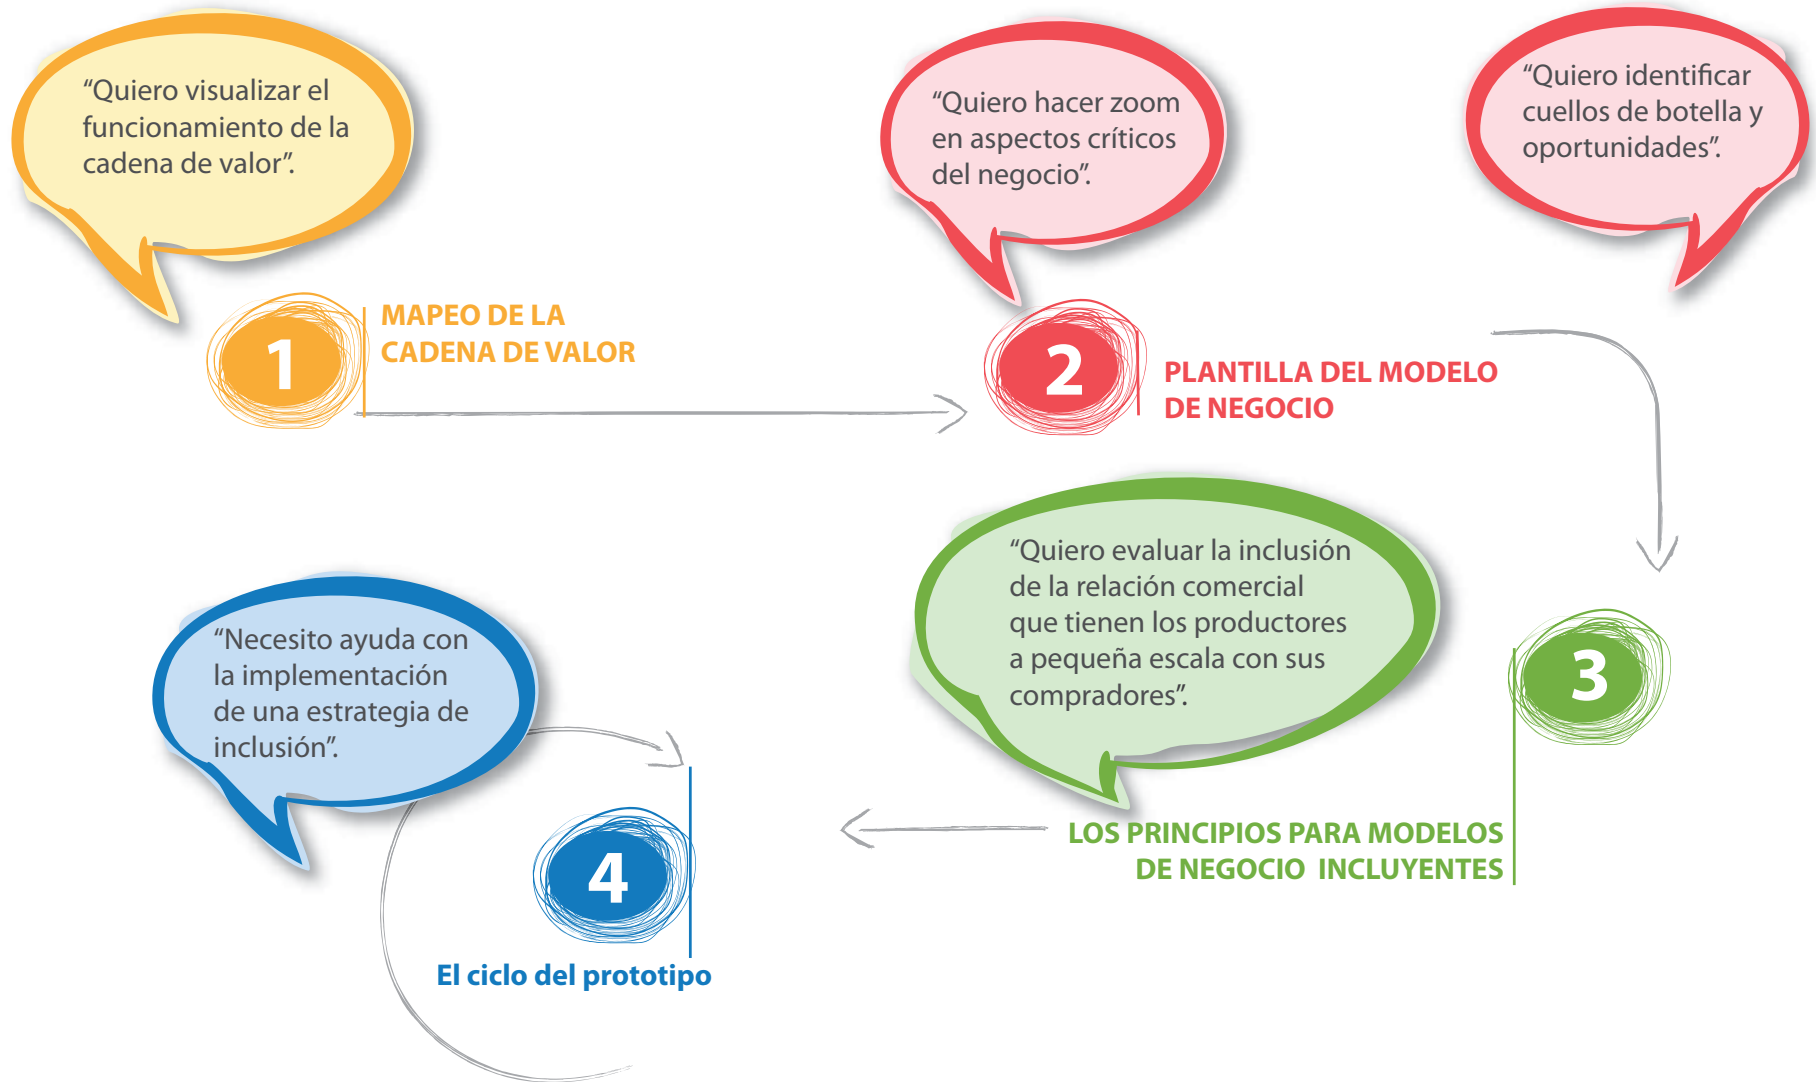 “Quiero visualizar el
funcionamiento de la
cadena de valor”.
“Quiero hacer zoom
en aspectos críticos
del negocio”.
“Quiero identificar
cuellos de botella y
oportunidades”.
1
MAPEO DE LA
CADENA DE VALOR
2
PLANTILLA DEL MODELO
DE NEGOCIO
“Quiero evaluar la inclusión
de la relación comercial
que tienen los productores
a pequeña escala con sus
compradores”.
3
LOS PRINCIPIOS PARA MODELOS
DE NEGOCIO INCLUYENTES
“Necesito ayuda con
la implementación
de una estrategia de
inclusión”.
4
El ciclo del prototipo